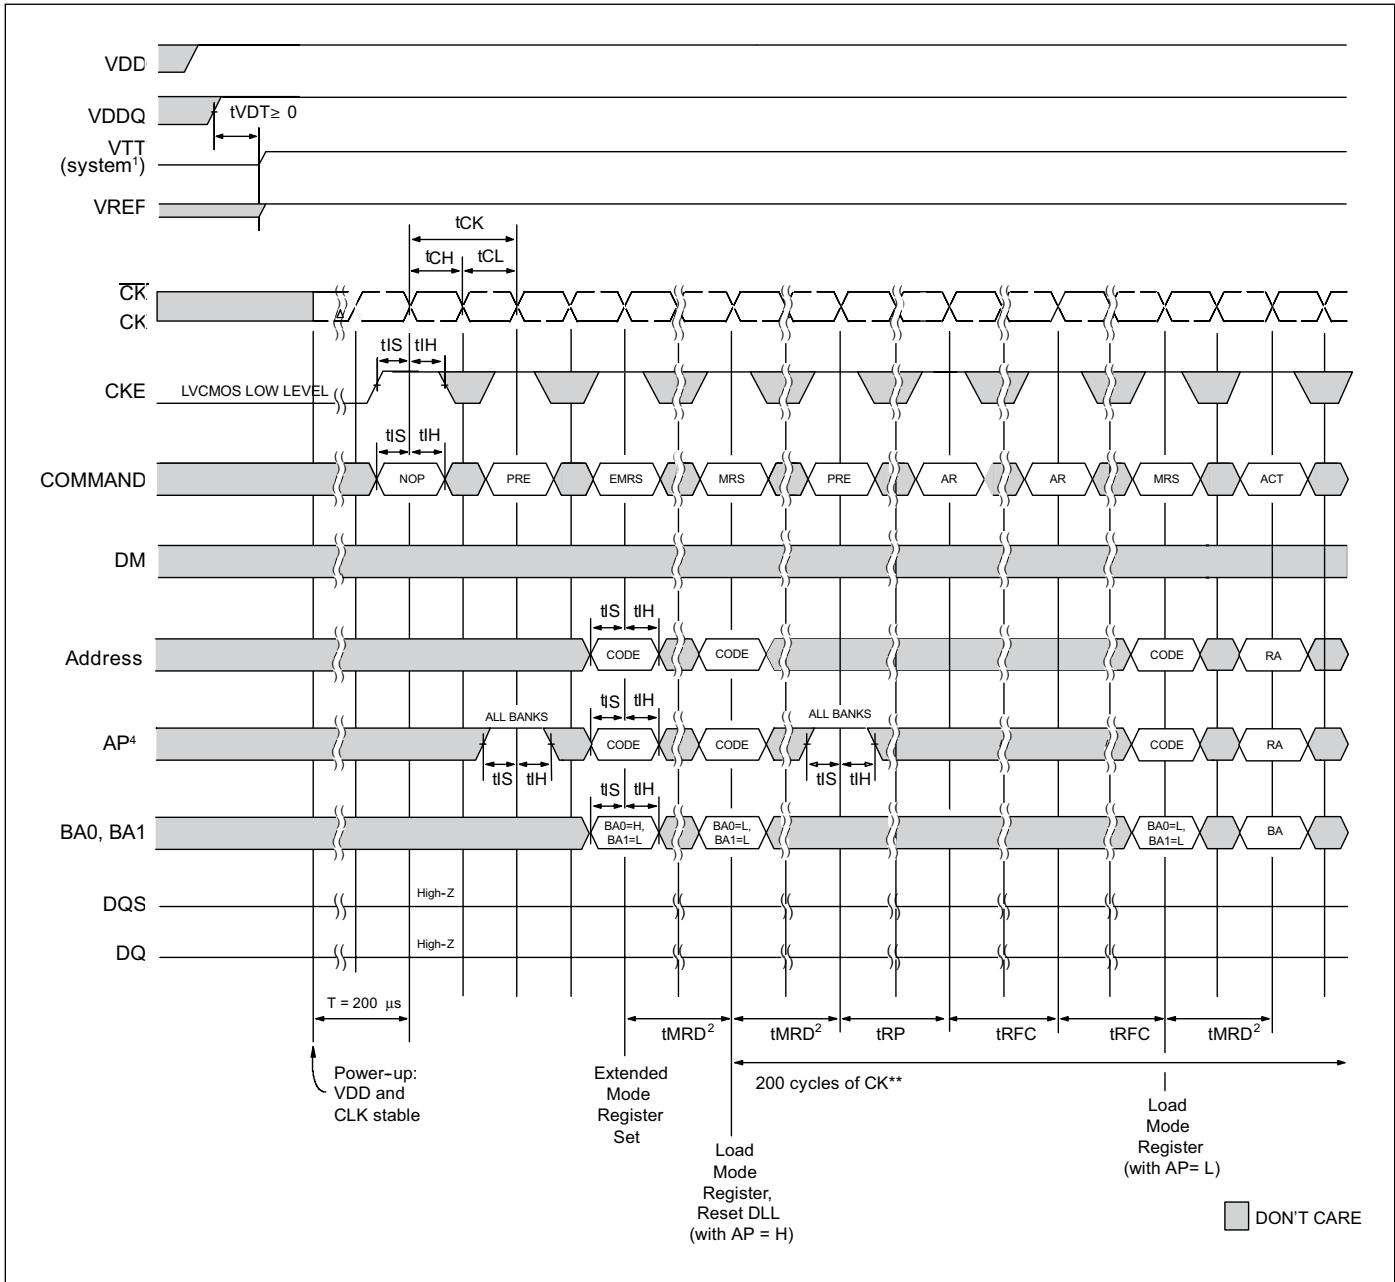 VDD
VDDQ
tVDT≥ 0
VTT
(system¹)
VREF
tCK
tCH tCL
CK
CK
tIS tIH
CKE
LVCMOS LOW LEVEL
tIS tIH
COMMAND
NOP PRE EMRS MRS PRE AR AR MRS ACT
DM
tIS tIH
Address
CODE CODE CODE RA
tIS tIH
ALL BANKS ALL BANKS
AP⁴
CODE CODE CODE RA
tIS tIH tIS tIH
tIS tIH
BA0, BA1
BA0=H, BA0=L, BA0=L, BA
BA1=L BA1=L BA1=L
DQS
High-Z
DQ
High-Z
T = 200 µs
tMRD² tMRD² tRP tRFC tRFC tMRD²
200 cycles of CK**
Power-up:
VDD and
CLK stable
Extended
Mode
Register
Set
Load
Mode
Register,
Reset DLL
(with AP = H)
Load
Mode
Register
(with AP= L)
DON'T CARE